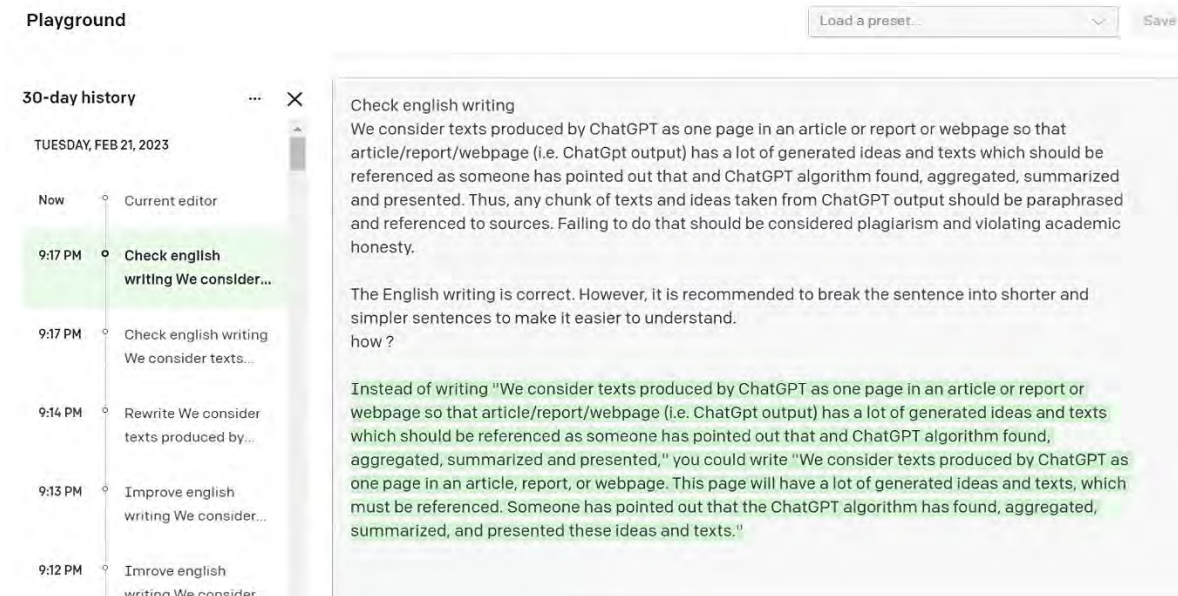 Playground
Load a preset...
Save
30-day history
...
TUESDAY, FEB 21, 2023
Now
Current editor
9:17 PM
Check english
writing We consider...
9:17 PM
Check english writing
We consider texts...
9:14 PM
Rewrite We consider
texts produced by...
9:13 PM
Improve english
writing We consider...
9:12 PM
Imrove english
writing We consider
Check english writing
We consider texts produced by ChatGPT as one page in an article or report or webpage so that
article/report/webpage (i.e. ChatGpt output) has a lot of generated ideas and texts which should be
referenced as someone has pointed out that and ChatGPT algorithm found, aggregated, summarized
and presented. Thus, any chunk of texts and ideas taken from ChatGPT output should be paraphrased
and referenced to sources. Failing to do that should be considered plagiarism and violating academic
honesty.
The English writing is correct. However, it is recommended to break the sentence into shorter and
simpler sentences to make it easier to understand.
how ?
Instead of writing "We consider texts produced by ChatGPT as one page in an article or report or
webpage so that article/report/webpage (i.e. ChatGpt output) has a lot of generated ideas and texts
which should be referenced as someone has pointed out that and ChatGPT algorithm found,
aggregated, summarized and presented," you could write "We consider texts produced by ChatGPT as
one page in an article, report, or webpage. This page will have a lot of generated ideas and texts, which
must be referenced. Someone has pointed out that the ChatGPT algorithm has found, aggregated,
summarized, and presented these ideas and texts."